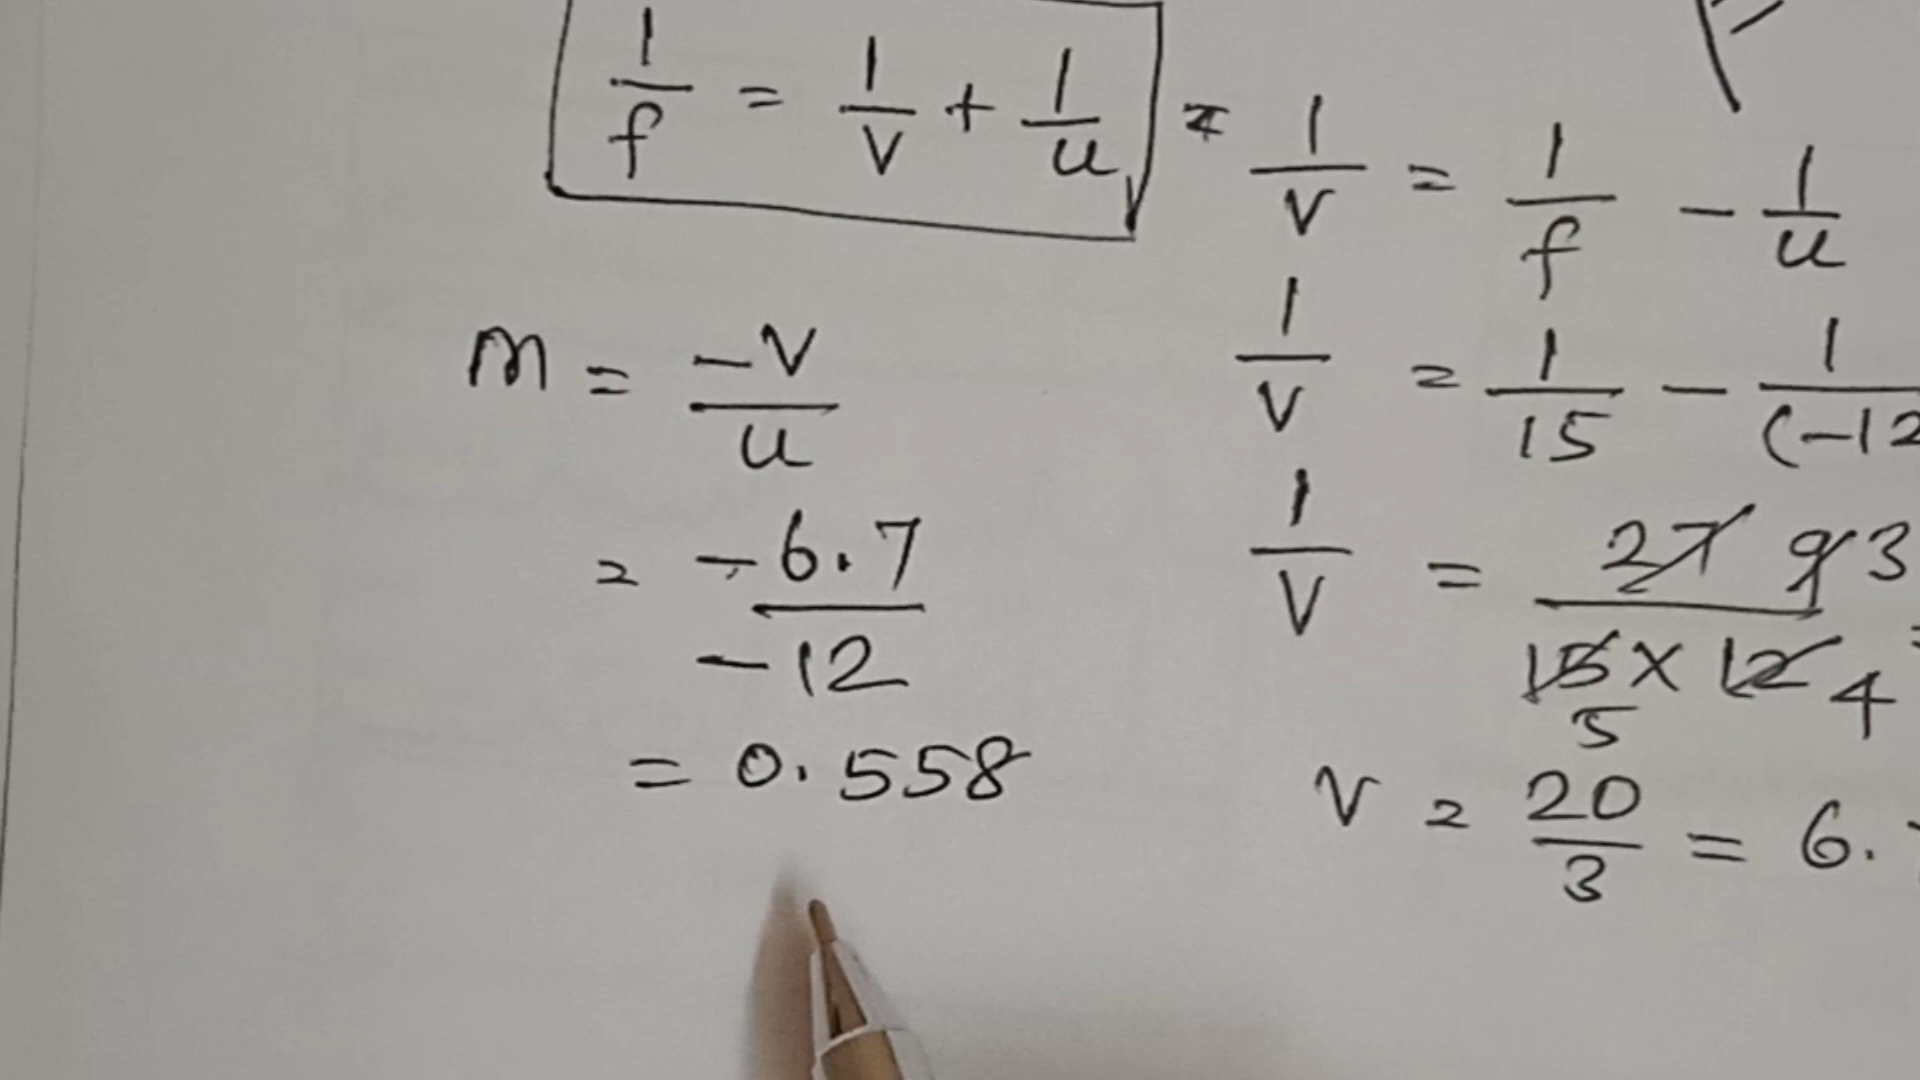 1/f = 1/v + 1/u
1/v = 1/f - 1/u
m = -v/u
= -6.7/-12
= 0.558
1/v = 1/15 - 1/(-12
1/v = 27 9 3/15 × 12 5 4
v = 20/3 = 6.